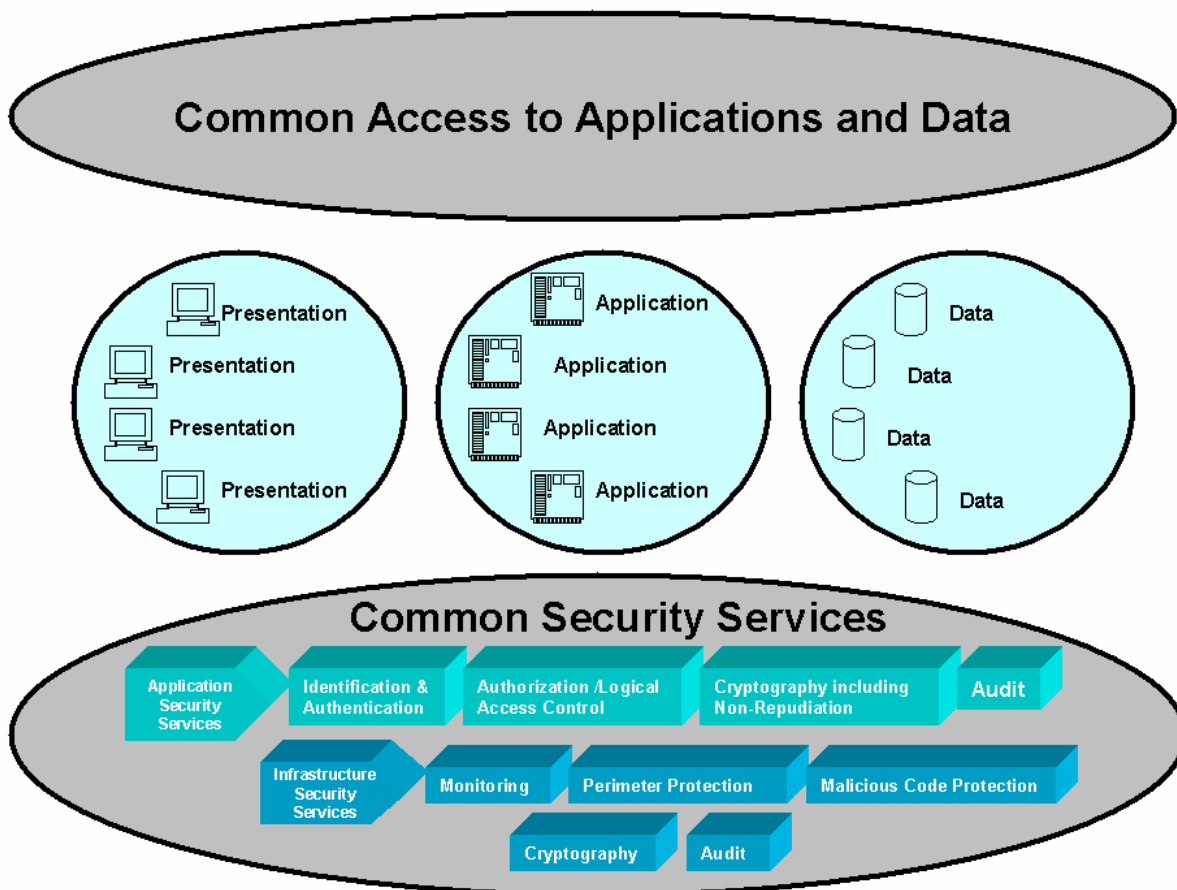 Common Access to Applications and Data
Presentation
Presentation
Presentation
Presentation
Application
Application
Application
Application
Data
Data
Data
Data
Common Security Services
Application
Security
Services
Identification &
Authentication
Authorization /Logical
Access Control
Cryptography including
Non-Repudiation
Audit
Infrastructure
Security
Services
Monitoring
Perimeter Protection
Malicious Code Protection
Cryptography
Audit